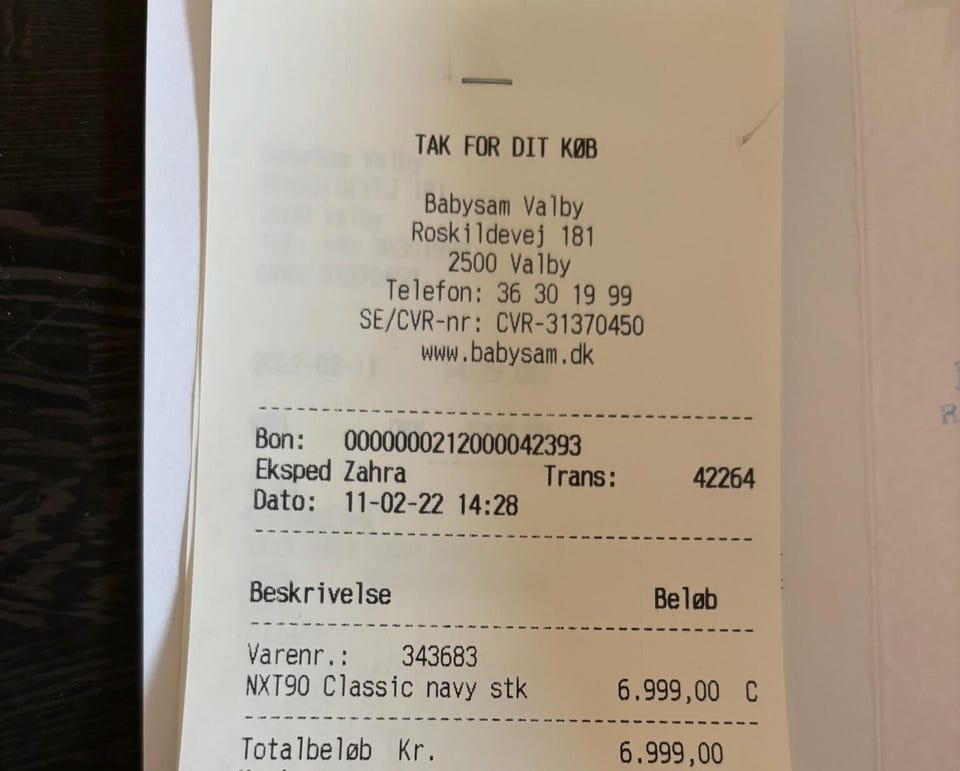 TAK FOR DIT KØB
Babysam Valby
Roskildevej 181
2500 Valby
Telefon: 36 30 19 99
SE/CVR-nr: CVR-31370450
www.babysam.dk
Bon: 0000000212000042393
Eksped Zahra Trans: 42264
Dato: 11-02-22 14:28
Beskrivelse Beløb
Varenr.: 343683
NXT90 Classic navy stk 6.999,00 C
Totalbeløb Kr. 6.999,00